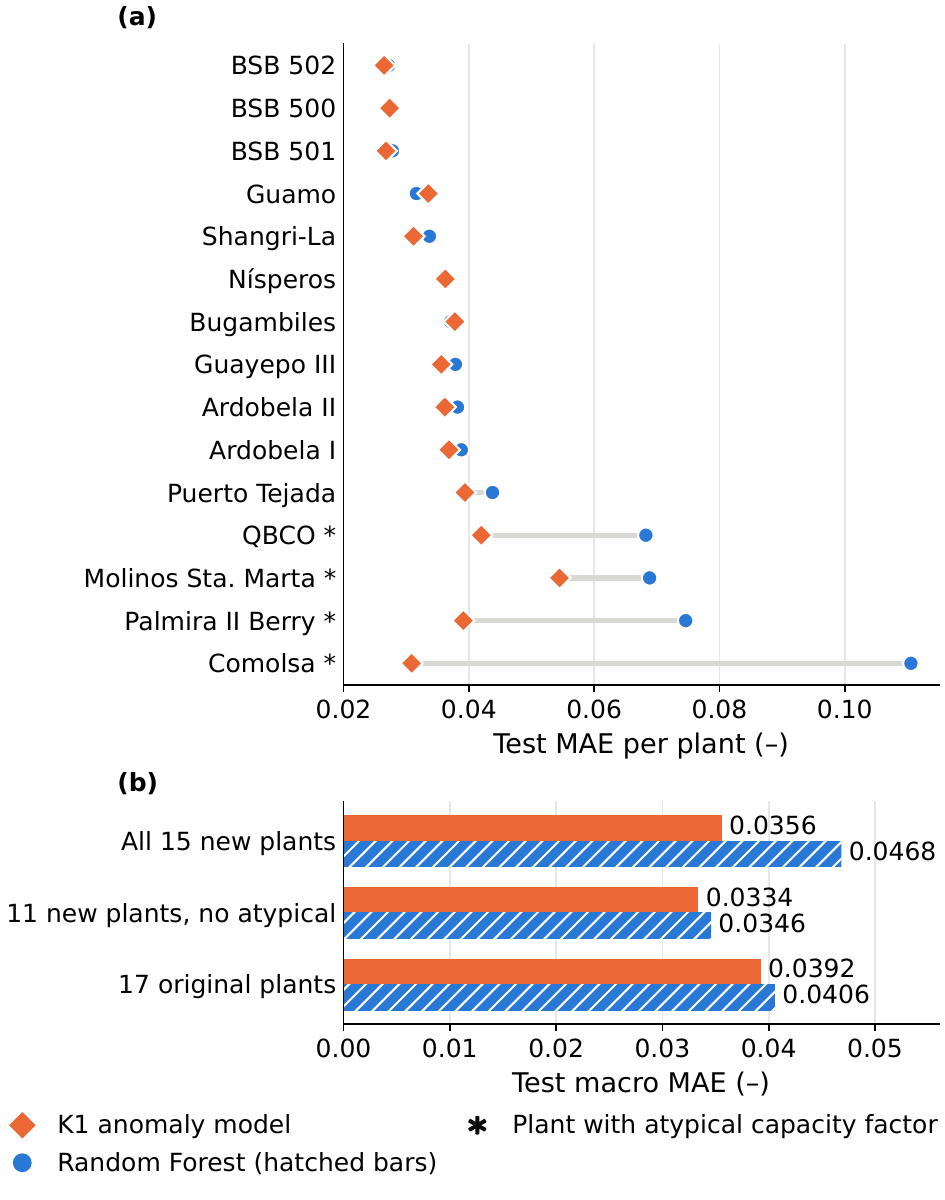 (a)
BSB 502
BSB 500
BSB 501
Guamo
Shangri-La
Nísperos
Bugambiles
Guayepo III
Ardobela II
Ardobela I
Puerto Tejada
QBCO *
Molinos Sta. Marta *
Palmira II Berry *
Comolsa *
0.02 0.04 0.06 0.08 0.10
Test MAE per plant (–)
(b)
All 15 new plants 0.0356
0.0468
11 new plants, no atypical 0.0334
0.0346
17 original plants 0.0392
0.0406
0.00 0.01 0.02 0.03 0.04 0.05
Test macro MAE (–)
K1 anomaly model
Random Forest (hatched bars)
* Plant with atypical capacity factor